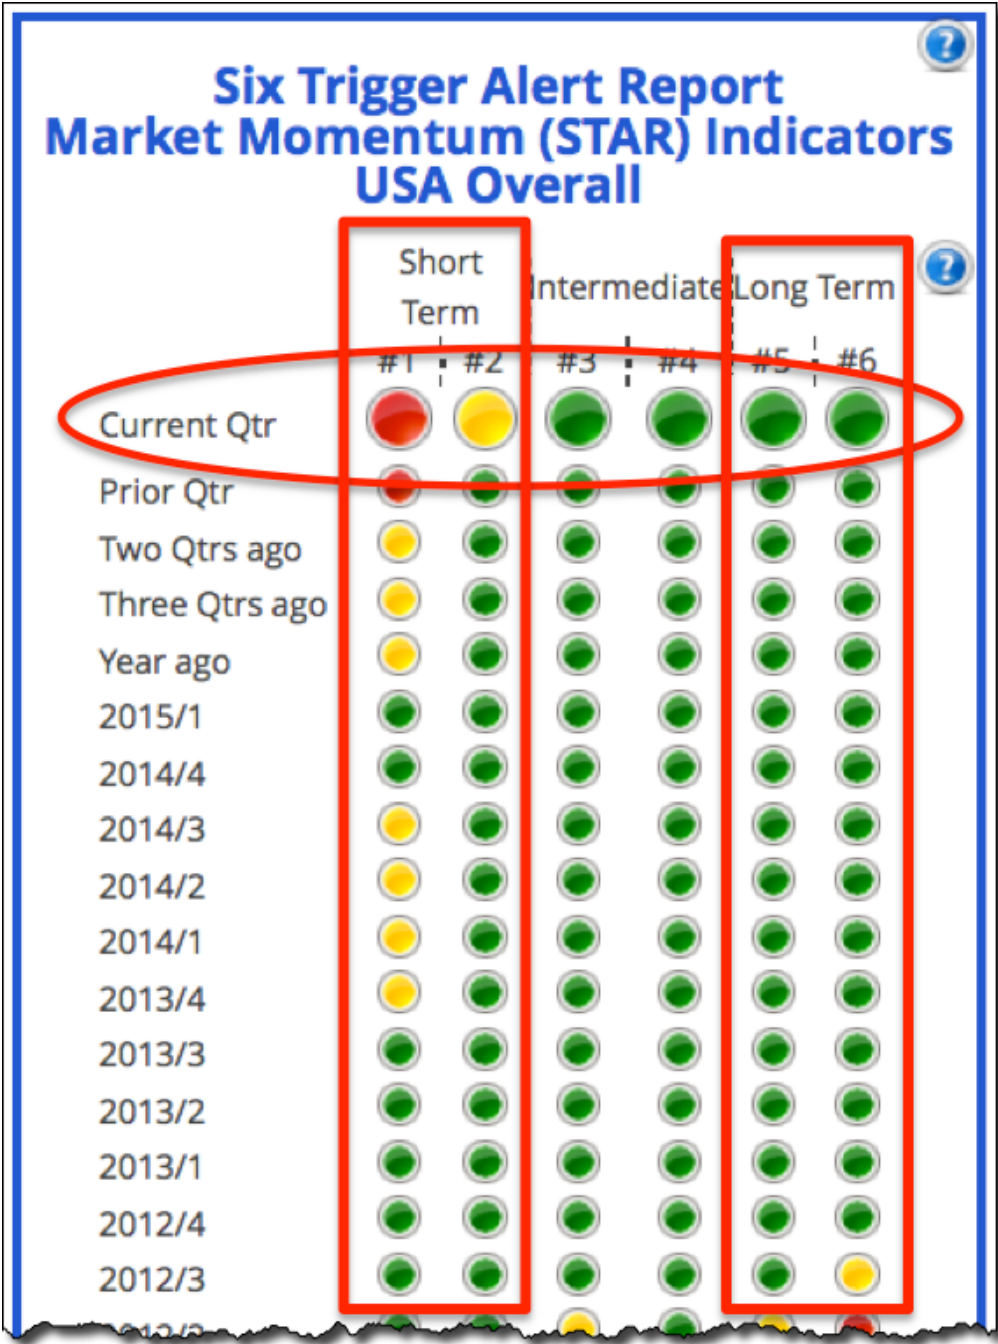 ?
Six Trigger Alert Report
Market Momentum (STAR) Indicators
USA Overall
Short
Term
Intermediate
Long Term
?
#1 #2 #3 #4 #5 #6
Current Qtr
Prior Qtr
Two Qtrs ago
Three Qtrs ago
Year ago
2015/1
2014/4
2014/3
2014/2
2014/1
2013/4
2013/3
2013/2
2013/1
2012/4
2012/3